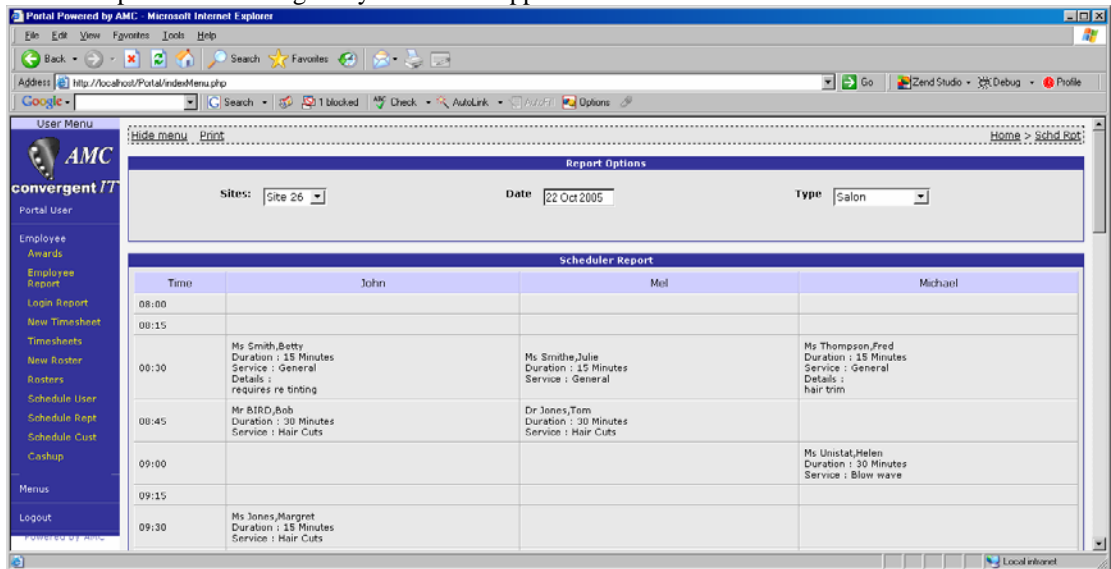 Portal Powered by AMC - Microsoft Internet Explorer
File Edit View Favorites Tools Help
Back Search Favorites
Address http://localhost/Portal/indexMenu.php Go Zend Studio Debug Profile
Google Search 1 blocked Check AutoLink AutoFill Options
User Menu
Hide menu Print Home > Schd Rpt
AMC
convergent IT
Portal User
Employee
Awards
Employee
Report
Login Report
New Timesheet
Timesheets
New Roster
Rosters
Schedule User
Schedule Rept
Schedule Cust
Cashup
Menus
Logout
Powered by AMC
Report Options
Sites: Site 26 Date 22 Oct 2005 Type Salon
Scheduler Report
Time John Mel Michael
08:00
08:15
08:30
Ms Smith,Betty
Duration : 15 Minutes
Service : General
Details :
requires re tinting
Ms Smithe,Julie
Duration : 15 Minutes
Service : General
Ms Thompson,Fred
Duration : 15 Minutes
Service : General
Details :
hair trim
08:45
Mr BIRD,Bob
Duration : 30 Minutes
Service : Hair Cuts
Dr Jones,Tom
Duration : 30 Minutes
Service : Hair Cuts
09:00
Ms Unistat,Helen
Duration : 30 Minutes
Service : Blow wave
09:15
09:30
Ms Jones,Margret
Duration : 15 Minutes
Service : Hair Cuts
Local intranet